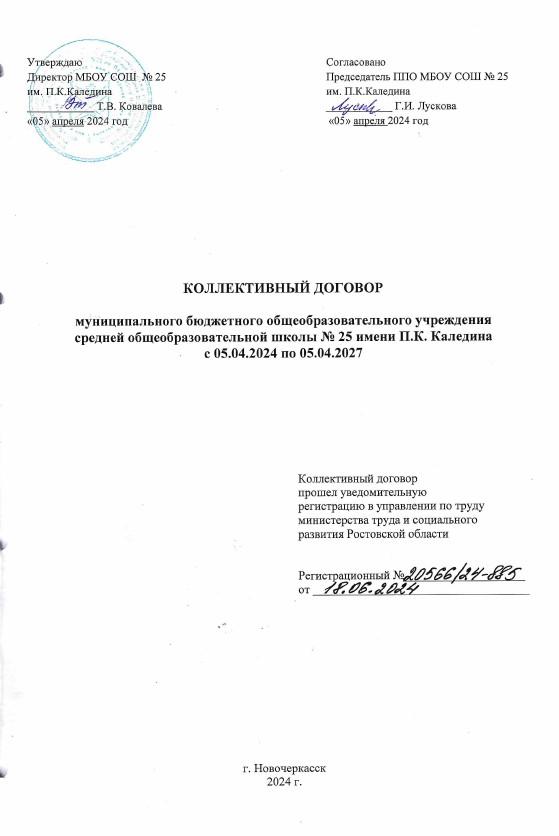 Утверждаю
Директор МБОУ СОШ № 25
им. П.К.Каледина
Т.В. Ковалева
«05» апреля 2024 год
Согласовано
Председатель ППО МБОУ СОШ № 25
им. П.К.Каледина
Г.И. Лускова
«05» апреля 2024 год
КОЛЛЕКТИВНЫЙ ДОГОВОР
муниципального бюджетного общеобразовательного учреждения
средней общеобразовательной школы № 25 имени П.К. Каледина
с 05.04.2024 по 05.04.2027
Коллективный договор
прошел уведомительную
регистрацию в управлении по труду
министерства труда и социального
развития Ростовской области
Регистрационный № 20566/24-885
от 18.06.2024
г. Новочеркасск
2024 г.